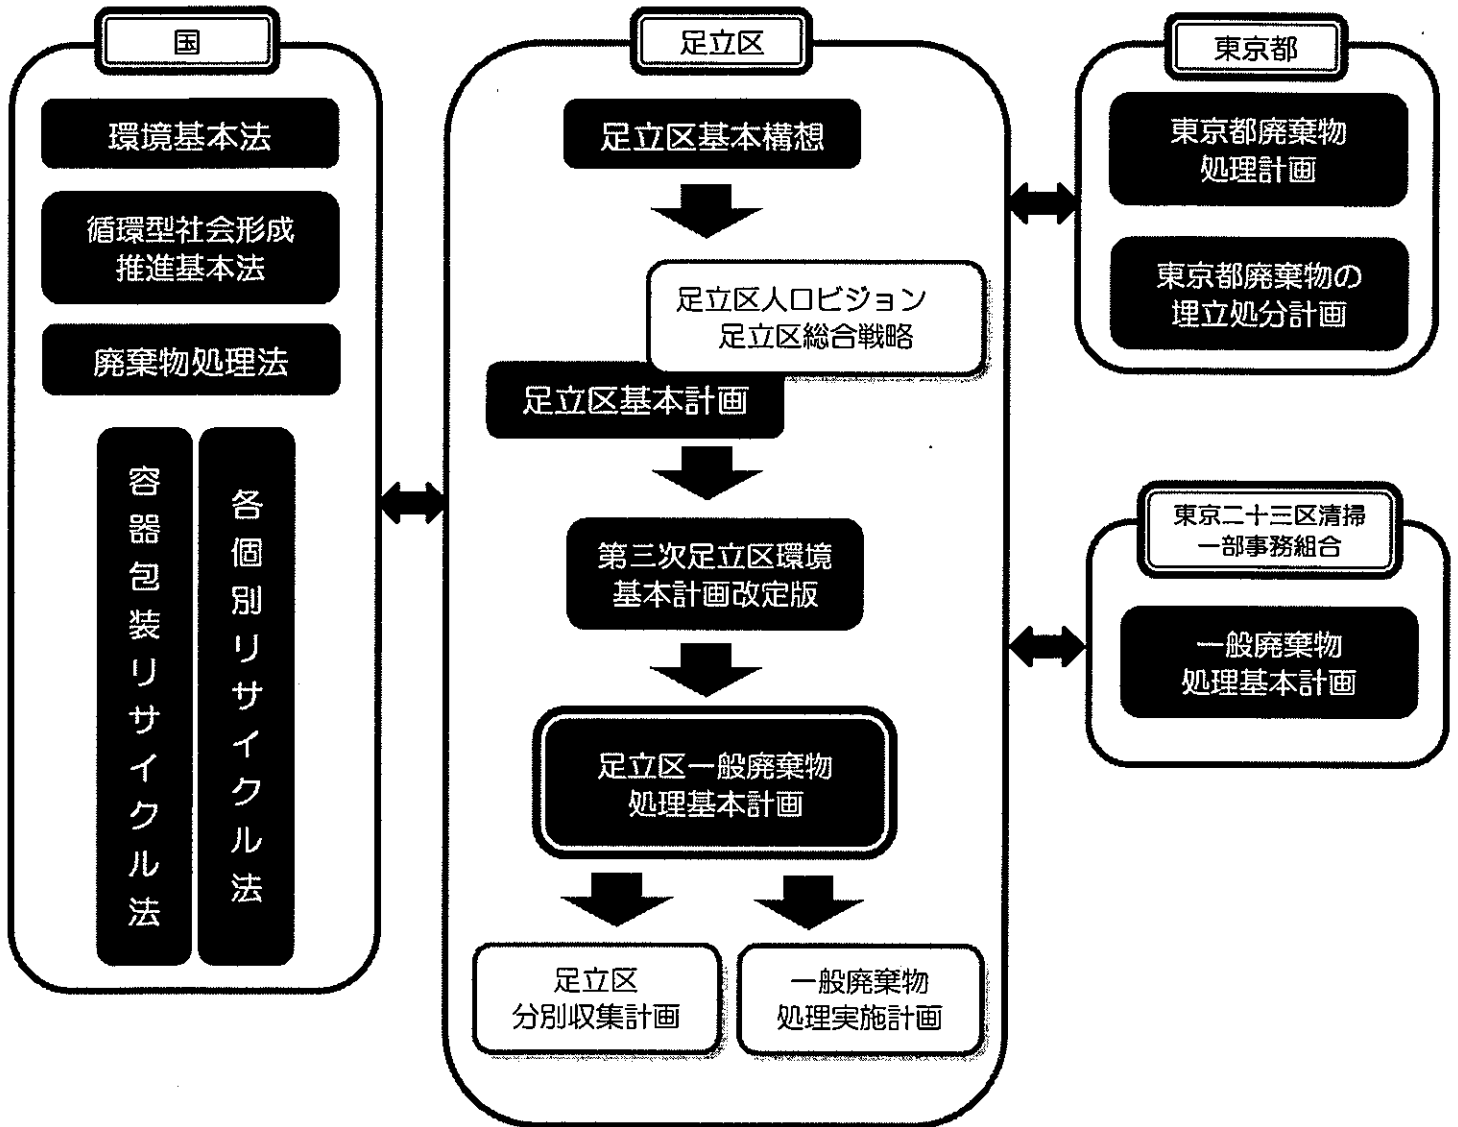 国
環境基本法
循環型社会形成
推進基本法
廃棄物処理法
容器包装リサイクル法
各個別リサイクル法
足立区
足立区基本構想
足立区人口ビジョン
足立区総合戦略
足立区基本計画
第三次足立区環境
基本計画改定版
足立区一般廃棄物
処理基本計画
足立区
分別収集計画
一般廃棄物
処理実施計画
東京都
東京都廃棄物
処理計画
東京都廃棄物の
埋立処分計画
東京二十三区清掃
一部事務組合
一般廃棄物
処理基本計画